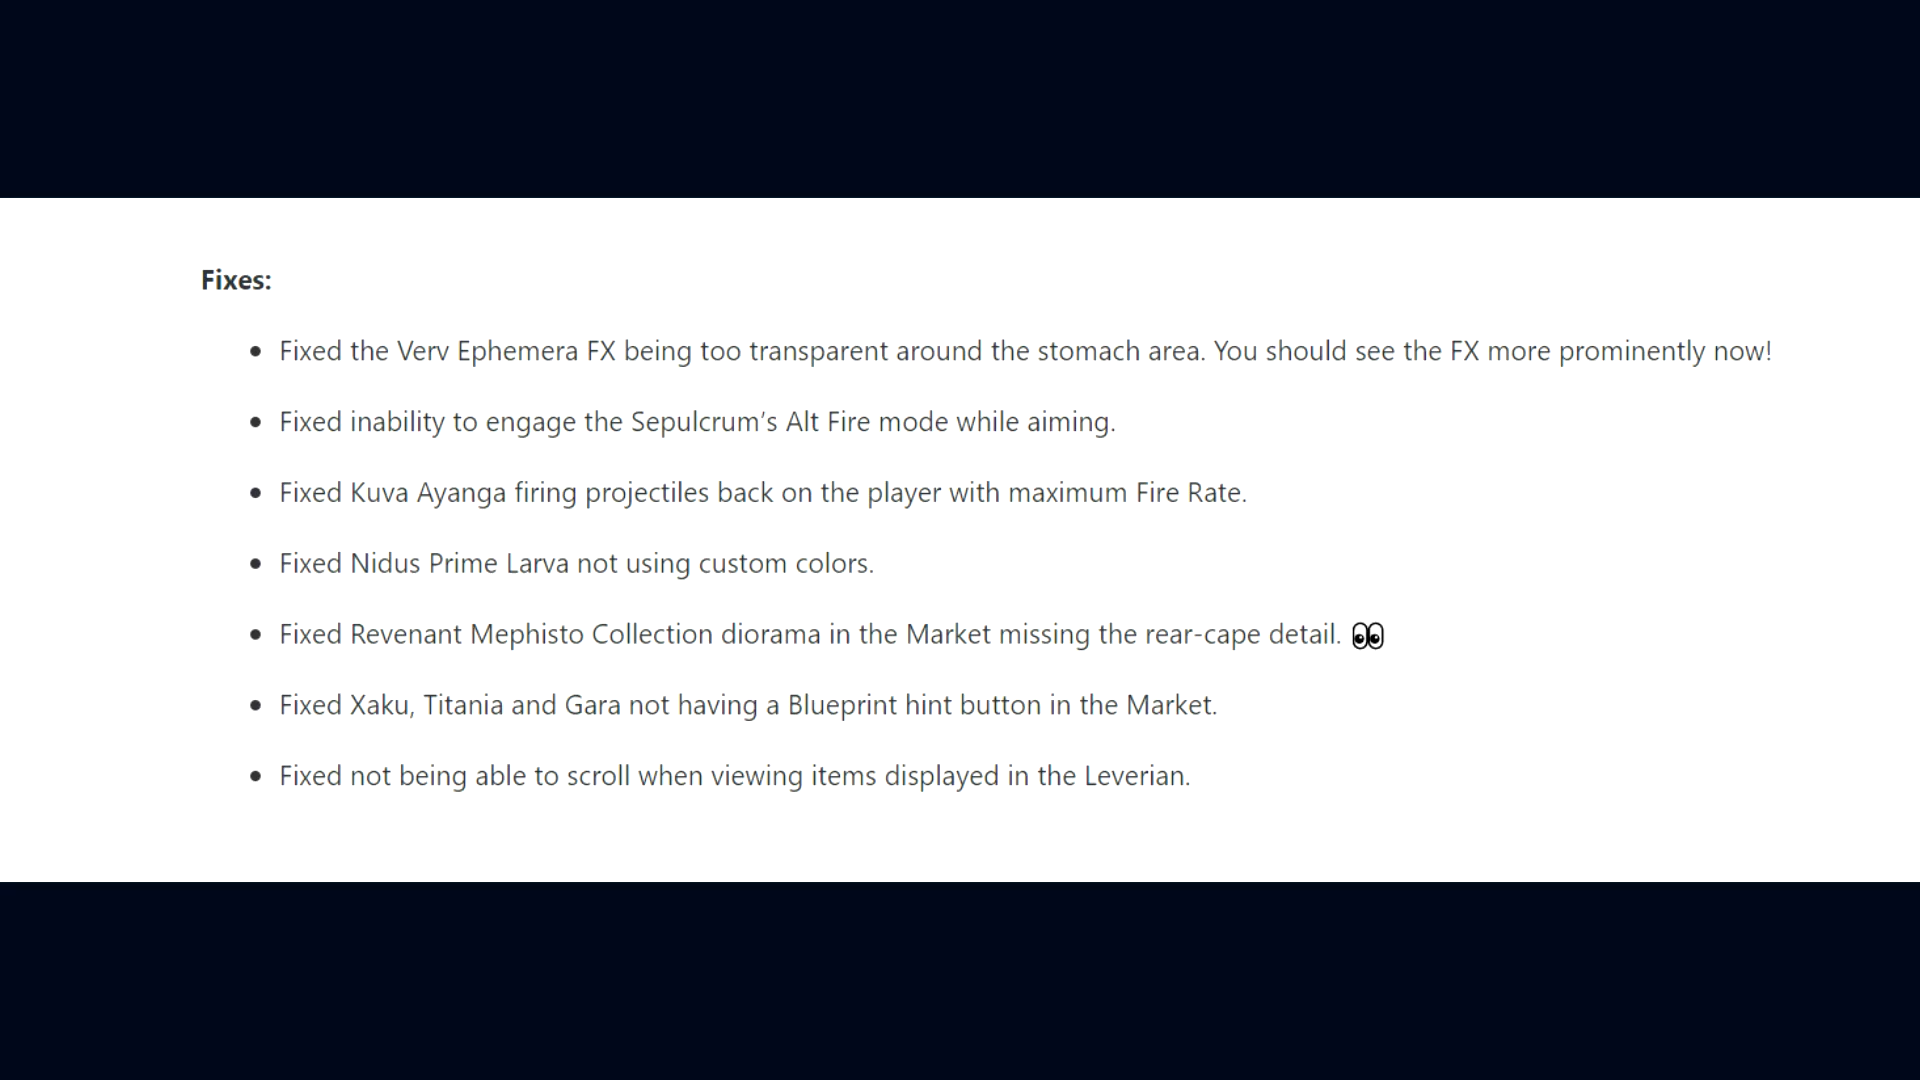 Fixes:
• Fixed the Verv Ephemera FX being too transparent around the stomach area. You should see the FX more prominently now!
• Fixed inability to engage the Sepulcrum’s Alt Fire mode while aiming.
• Fixed Kuva Ayanga firing projectiles back on the player with maximum Fire Rate.
• Fixed Nidus Prime Larva not using custom colors.
• Fixed Revenant Mephisto Collection diorama in the Market missing the rear-cape detail. 👀
• Fixed Xaku, Titania and Gara not having a Blueprint hint button in the Market.
• Fixed not being able to scroll when viewing items displayed in the Leverian.